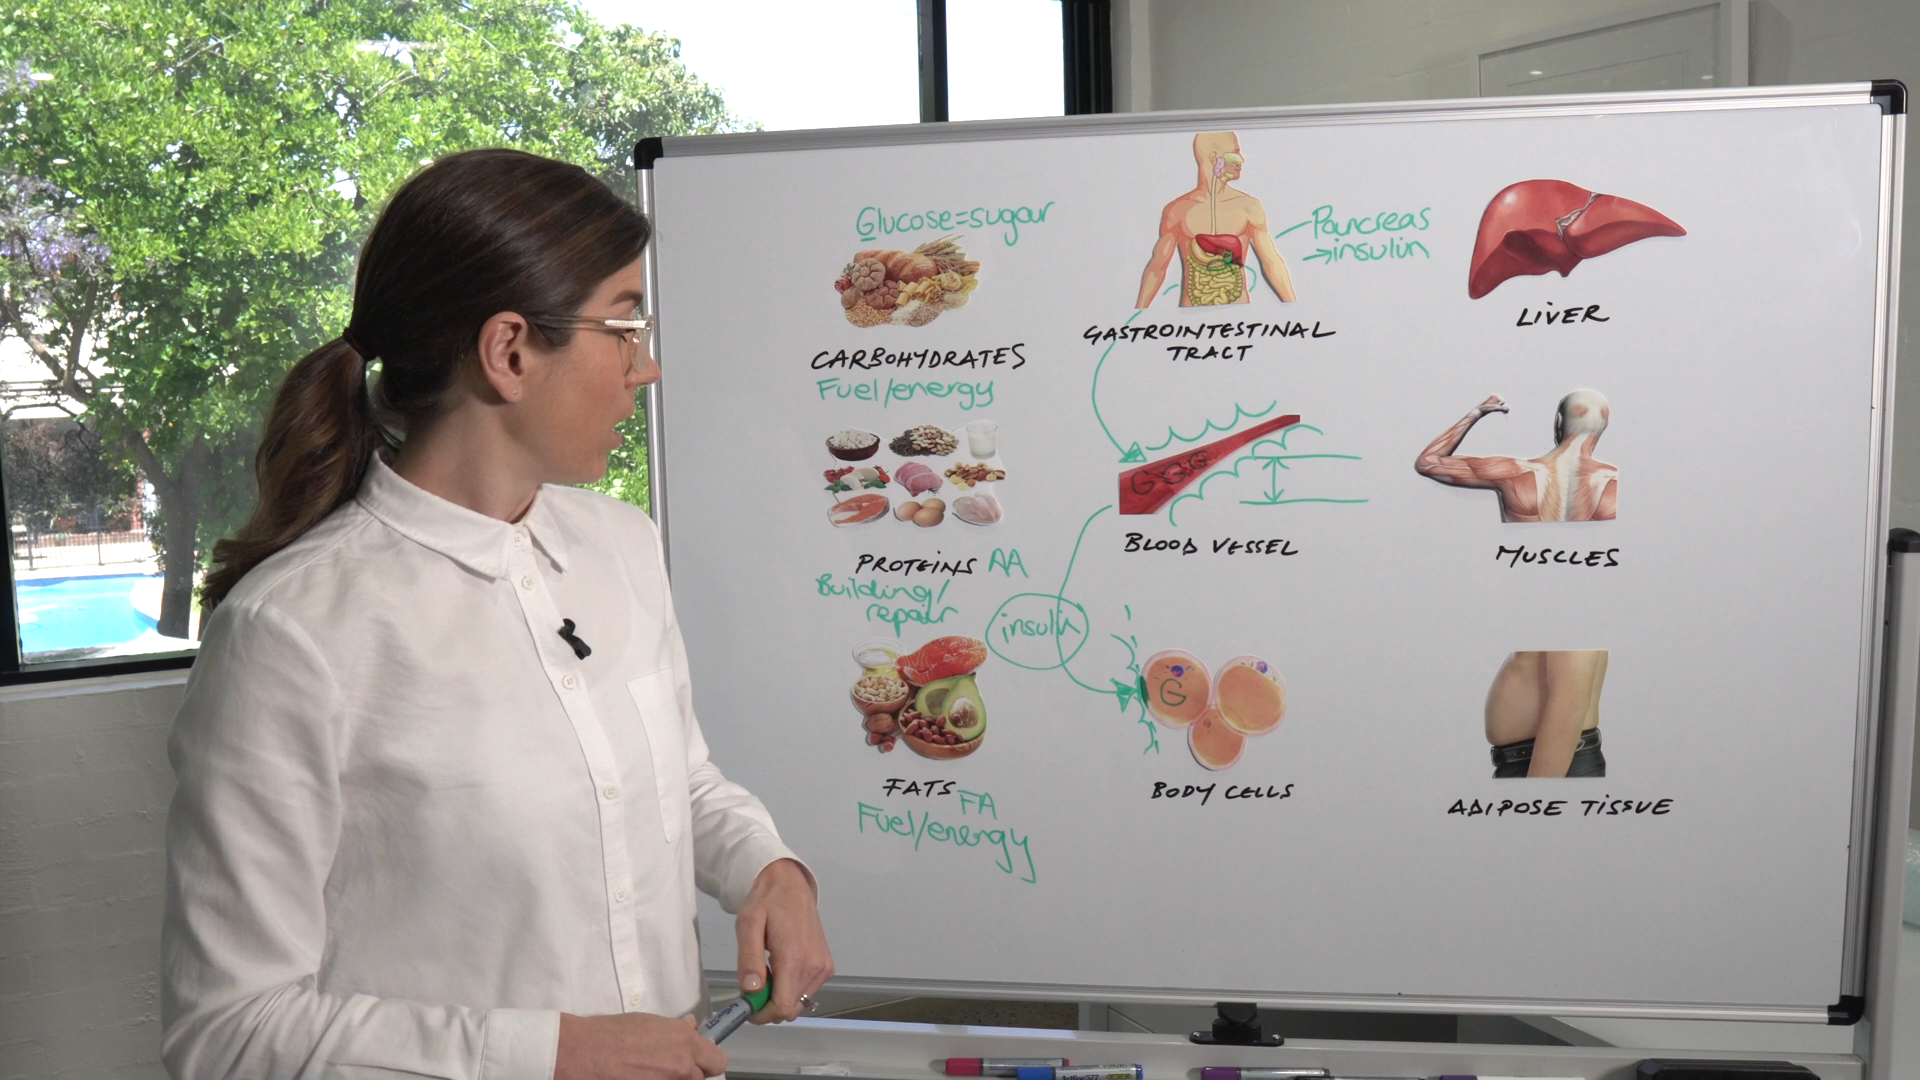 Glucose=sugar
CARBOHYDRATES
Fuel/energy
PROTEINS AA
Building/
repair
FATS FA
Fuel/energy
Pancreas
→insulin
GASTROINTESTINAL
TRACT
G G G
BLOOD VESSEL
insulin
G
BODY CELLS
LIVER
MUSCLES
ADIPOSE TISSUE